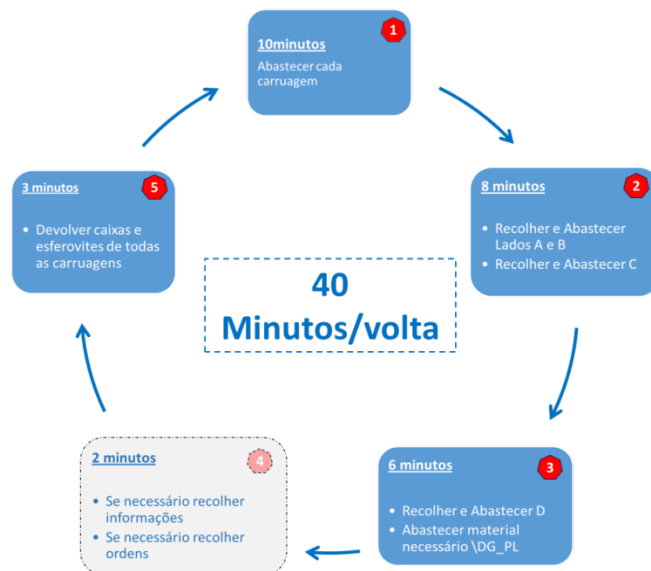 1
10minutos
Abastecer cada
carruagem
2
8 minutos
• Recolher e Abastecer
Lados A e B
• Recolher e Abastecer C
3
6 minutos
• Recolher e Abastecer D
• Abastecer material
necessário \DG_PL
4
2 minutos
• Se necessário recolher
informações
• Se necessário recolher
ordens
5
3 minutos
• Devolver caixas e
esferovites de todas
as carruagens
40
Minutos/volta